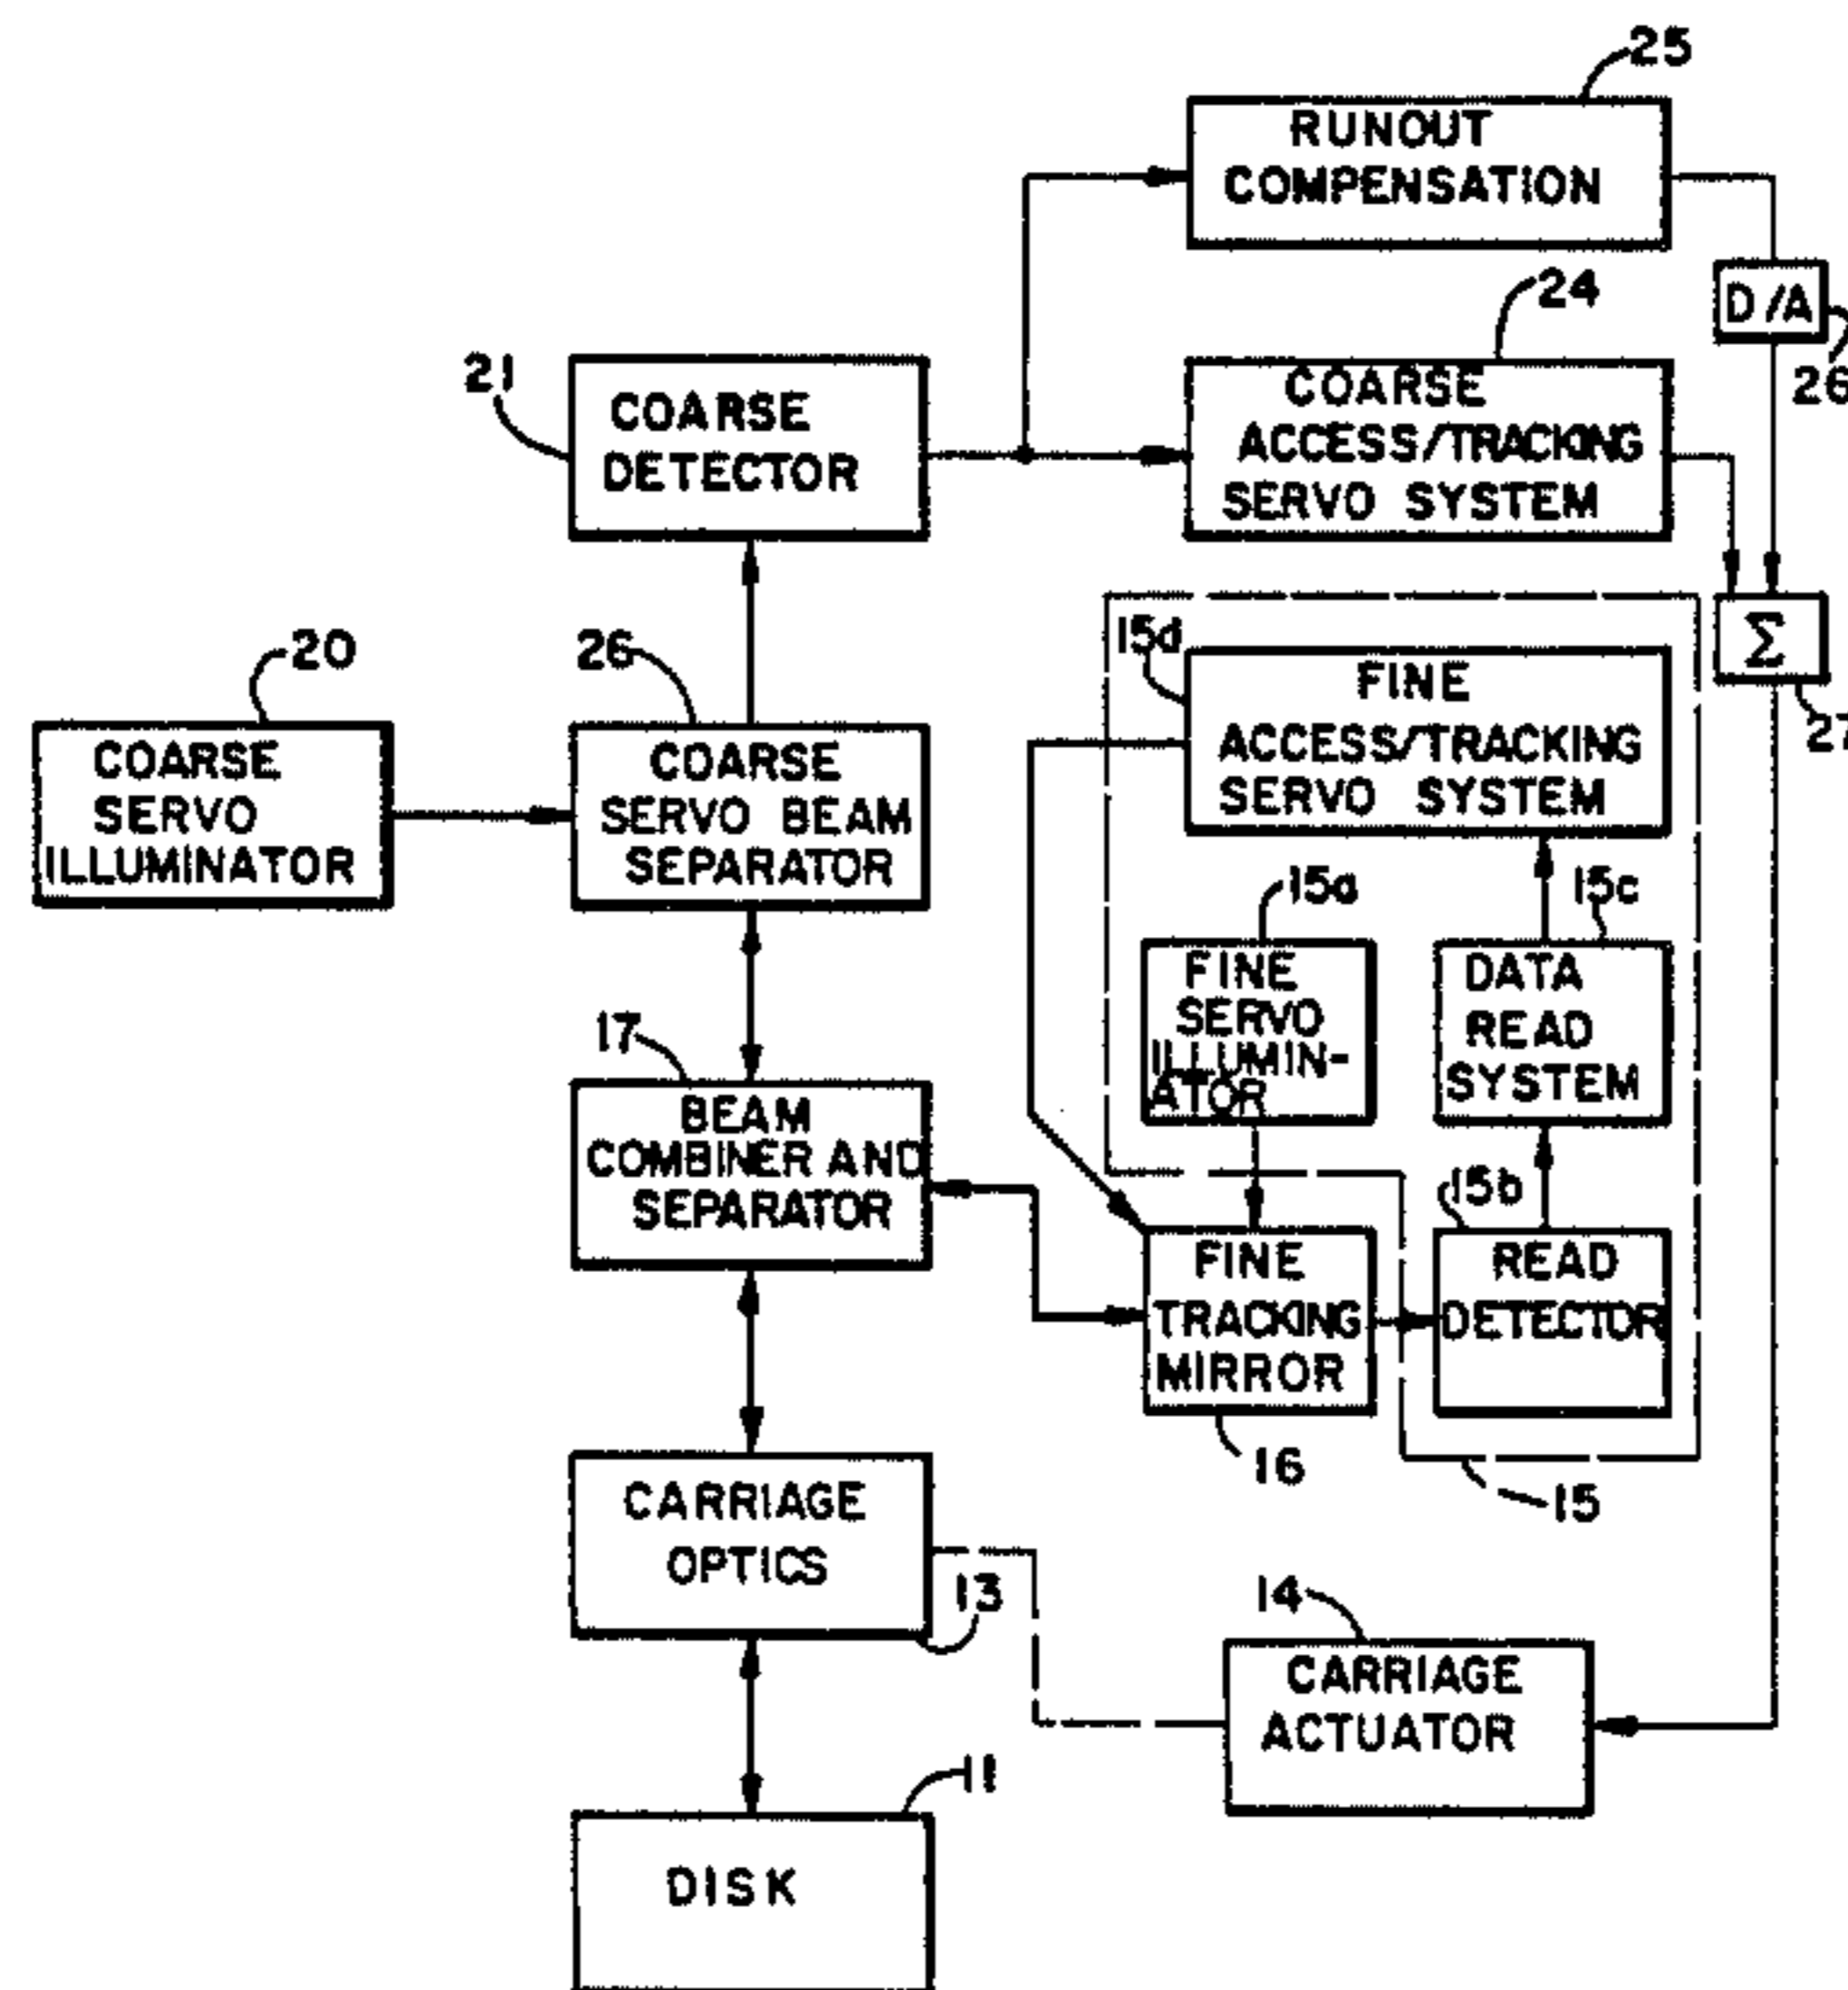 25
RUNOUT
COMPENSATION
24
D/A
26
21
COARSE
DETECTOR
COARSE
ACCESS/TRACKING
SERVO SYSTEM
20
26
15d
Σ
27
FINE
ACCESS/TRACKING
SERVO SYSTEM
COARSE
SERVO
ILLUMINATOR
COARSE
SERVO BEAM
SEPARATOR
15a
15c
FINE
SERVO
ILLUMIN-
ATOR
DATA
READ
SYSTEM
17
BEAM
COMBINER AND
SEPARATOR
15b
FINE
TRACKING
MIRROR
READ
DETECTOR
16
15
CARRIAGE
OPTICS
13
14
CARRIAGE
ACTUATOR
11
DISK